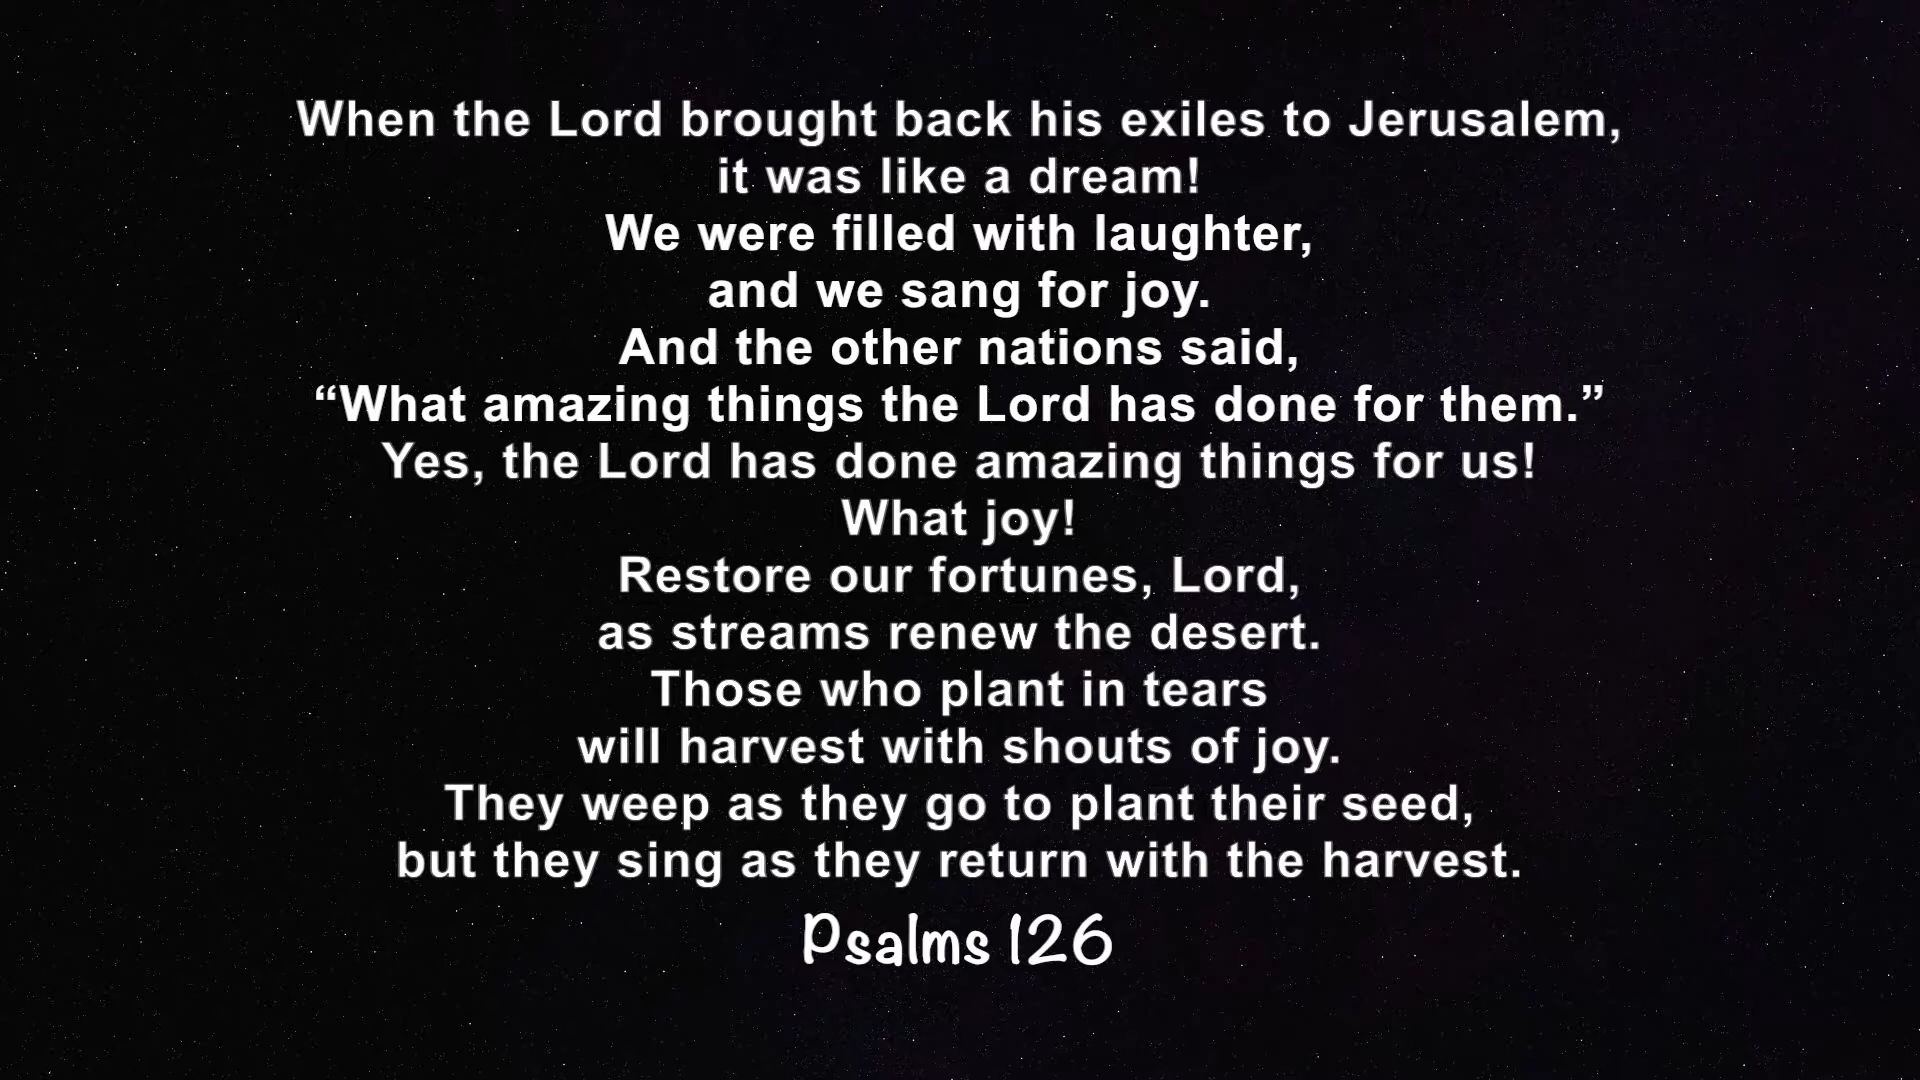 When the Lord brought back his exiles to Jerusalem,
it was like a dream!
We were filled with laughter,
and we sang for joy.
And the other nations said,
“What amazing things the Lord has done for them.”
Yes, the Lord has done amazing things for us!
What joy!
Restore our fortunes, Lord,
as streams renew the desert.
Those who plant in tears
will harvest with shouts of joy.
They weep as they go to plant their seed,
but they sing as they return with the harvest.
Psalms 126